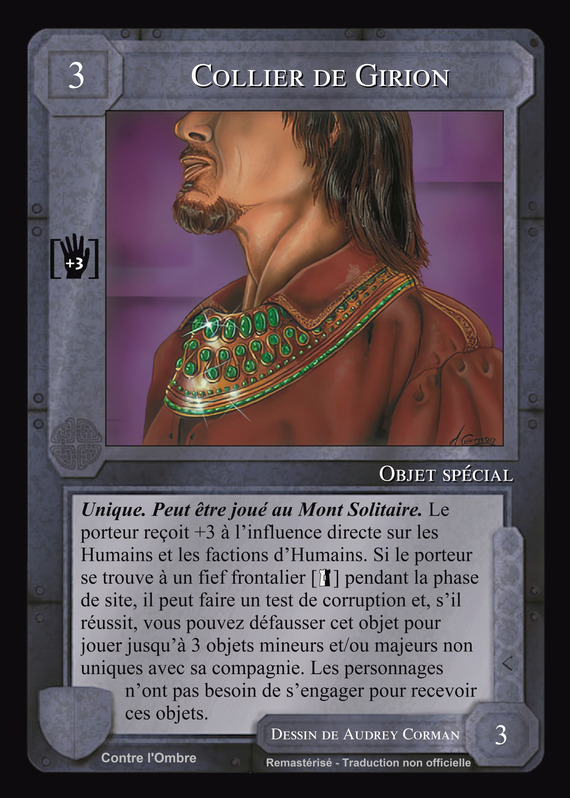 3
COLLIER DE GIRION
+3
OBJET SPÉCIAL
Unique. Peut être joué au Mont Solitaire. Le
porteur reçoit +3 à l’influence directe sur les
Humains et les factions d’Humains. Si le porteur
se trouve à un fief frontalier [ ] pendant la phase
de site, il peut faire un test de corruption et, s’il
réussit, vous pouvez défausser cet objet pour
jouer jusqu’à 3 objets mineurs et/ou majeurs non
uniques avec sa compagnie. Les personnages
n’ont pas besoin de s’engager pour recevoir
ces objets.
DESSIN DE AUDREY CORMAN
3
Contre l'Ombre
Remastérisé - Traduction non officielle